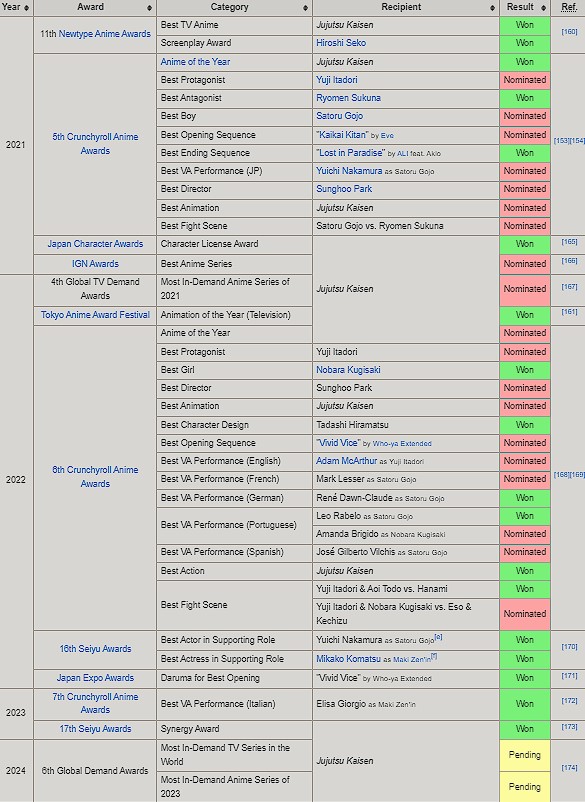 Year Award Category Recipient Result Ref.
2021 11th Newtype Anime Awards Best TV Anime Jujutsu Kaisen Won [160]
Screenplay Award Hiroshi Seko Won
5th Crunchyroll Anime Awards Anime of the Year Jujutsu Kaisen Won [153][154]
Best Protagonist Yuji Itadori Nominated
Best Antagonist Ryomen Sukuna Won
Best Boy Satoru Gojo Nominated
Best Opening Sequence "Kaikai Kitan" by Eve Nominated
Best Ending Sequence "Lost in Paradise" by ALI feat. Aklo Won
Best VA Performance (JP) Yuichi Nakamura as Satoru Gojo Nominated
Best Director Sunghoo Park Nominated
Best Animation Jujutsu Kaisen Nominated
Best Fight Scene Satoru Gojo vs. Ryomen Sukuna Nominated
Japan Character Awards Character License Award Jujutsu Kaisen Won [165]
IGN Awards Best Anime Series Nominated [166]
2022 4th Global TV Demand Awards Most In-Demand Anime Series of 2021 Nominated [167]
Tokyo Anime Award Festival Animation of the Year (Television) Won [161]
6th Crunchyroll Anime Awards Anime of the Year Nominated [168][169]
Best Protagonist Yuji Itadori Nominated
Best Girl Nobara Kugisaki Won
Best Director Sunghoo Park Nominated
Best Animation Jujutsu Kaisen Nominated
Best Character Design Tadashi Hiramatsu Won
Best Opening Sequence "Vivid Vice" by Who-ya Extended Nominated
Best VA Performance (English) Adam McArthur as Yuji Itadori Nominated
Best VA Performance (French) Mark Lesser as Satoru Gojo Nominated
Best VA Performance (German) René Dawn-Claude as Satoru Gojo Won
Best VA Performance (Portuguese) Leo Rabelo as Satoru Gojo Won
Amanda Brigido as Nobara Kugisaki Nominated
Best VA Performance (Spanish) José Gilberto Vilchis as Satoru Gojo Nominated
Best Action Jujutsu Kaisen Won
Best Fight Scene Yuji Itadori & Aoi Todo vs. Hanami Won
Yuji Itadori & Nobara Kugisaki vs. Eso & Kechizu Nominated
16th Seiyu Awards Best Actor in Supporting Role Yuichi Nakamura as Satoru Gojo[e] Won [170]
Best Actress in Supporting Role Mikako Komatsu as Maki Zen'in[f] Won
Japan Expo Awards Daruma for Best Opening "Vivid Vice" by Who-ya Extended Won [171]
2023 7th Crunchyroll Anime Awards Best VA Performance (Italian) Elisa Giorgio as Maki Zen'in Won [172]
17th Seiyu Awards Synergy Award Jujutsu Kaisen Won [173]
2024 6th Global Demand Awards Most In-Demand TV Series in the World Pending [174]
Most In-Demand Anime Series of 2023 Pending